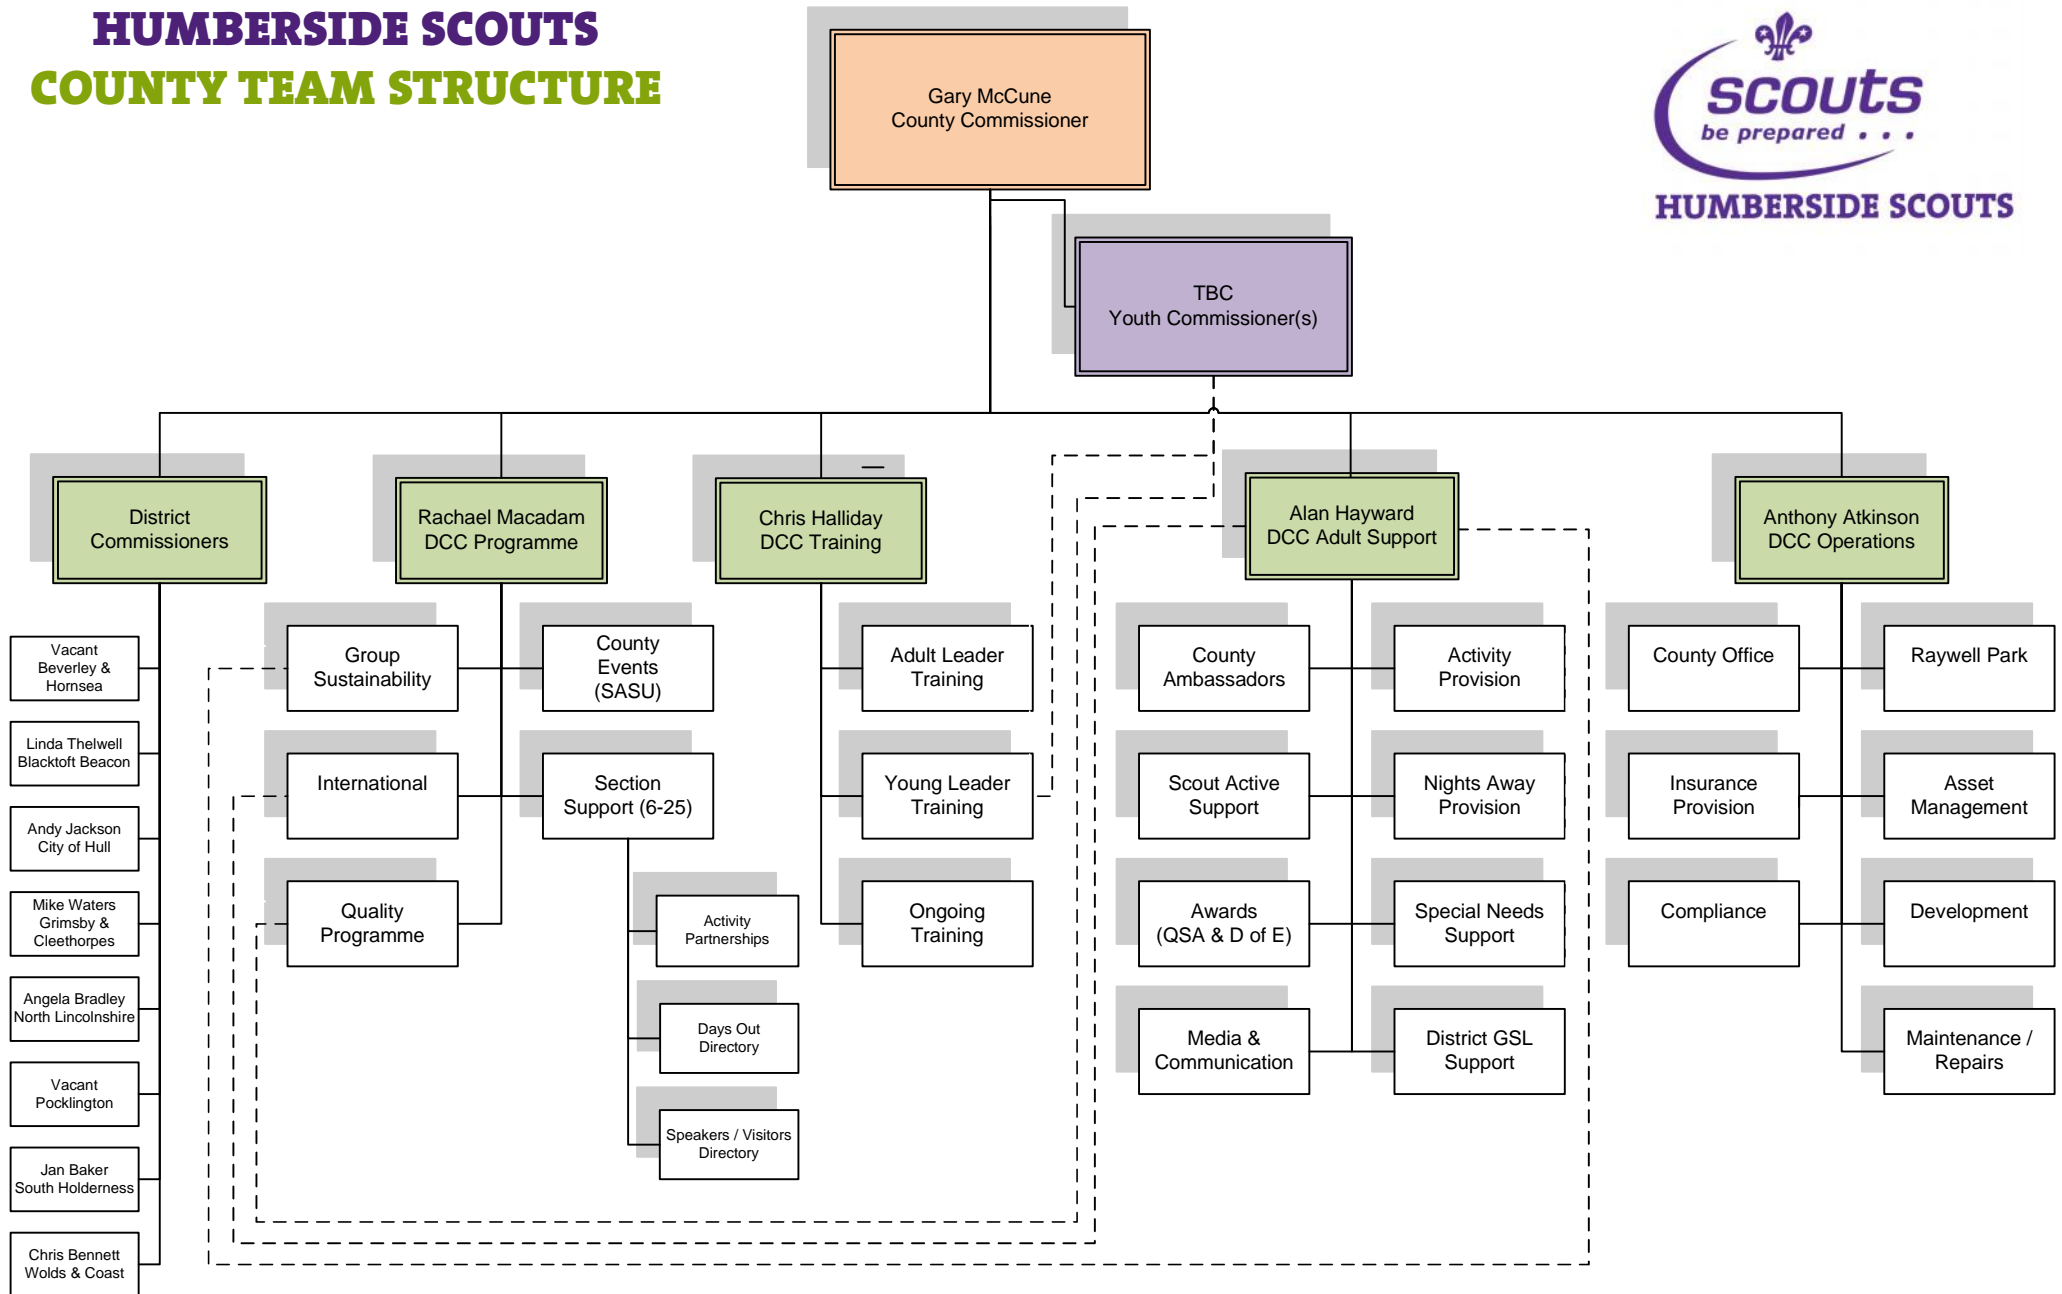 HUMBERSIDE SCOUTS
COUNTY TEAM STRUCTURE
scouts
be prepared . . .
HUMBERSIDE SCOUTS
Gary McCune
County Commissioner
TBC
Youth Commissioner(s)
District
Commissioners
Rachael Macadam
DCC Programme
Chris Halliday
DCC Training
Alan Hayward
DCC Adult Support
Anthony Atkinson
DCC Operations
Vacant
Beverley &
Hornsea
Linda Thelwell
Blacktoft Beacon
Andy Jackson
City of Hull
Mike Waters
Grimsby &
Cleethorpes
Angela Bradley
North Lincolnshire
Vacant
Pocklington
Jan Baker
South Holderness
Chris Bennett
Wolds & Coast
Group
Sustainability
County
Events
(SASU)
International
Section
Support (6-25)
Quality
Programme
Activity
Partnerships
Days Out
Directory
Speakers / Visitors
Directory
Adult Leader
Training
Young Leader
Training
Ongoing
Training
County
Ambassadors
Activity
Provision
Scout Active
Support
Nights Away
Provision
Awards
(QSA & D of E)
Special Needs
Support
Media &
Communication
District GSL
Support
County Office
Raywell Park
Insurance
Provision
Asset
Management
Compliance
Development
Maintenance /
Repairs